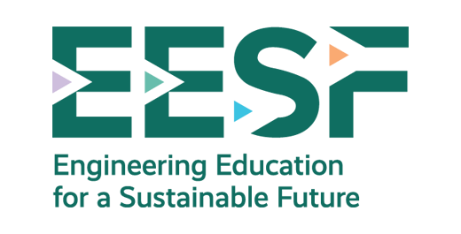 EESF
Engineering Education
for a Sustainable Future